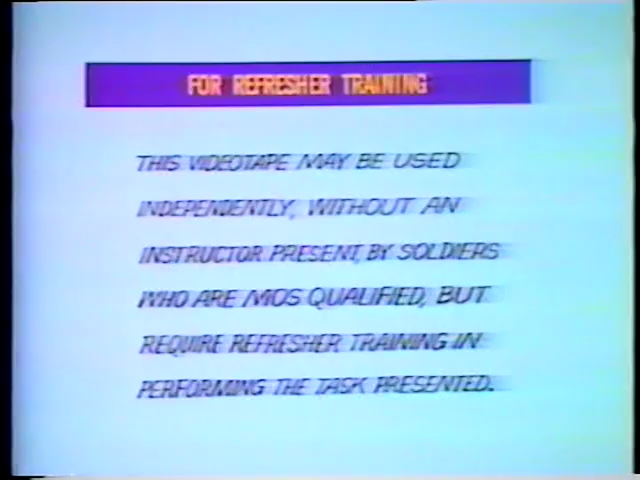 FOR REFRESHER TRAINING
THIS VIDEOTAPE MAY BE USED
INDEPENDENTLY, WITHOUT AN
INSTRUCTOR PRESENT, BY SOLDIERS
WHO ARE MOS QUALIFIED, BUT
REQUIRE REFRESHER TRAINING IN
PERFORMING THE TASK PRESENTED.